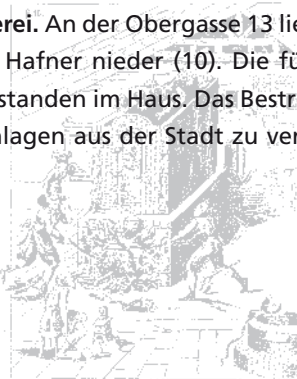 erei. An der Obergasse 13 lie
Hafner nieder (10). Die fü
standen im Haus. Das Bestr
lagen aus der Stadt zu ver